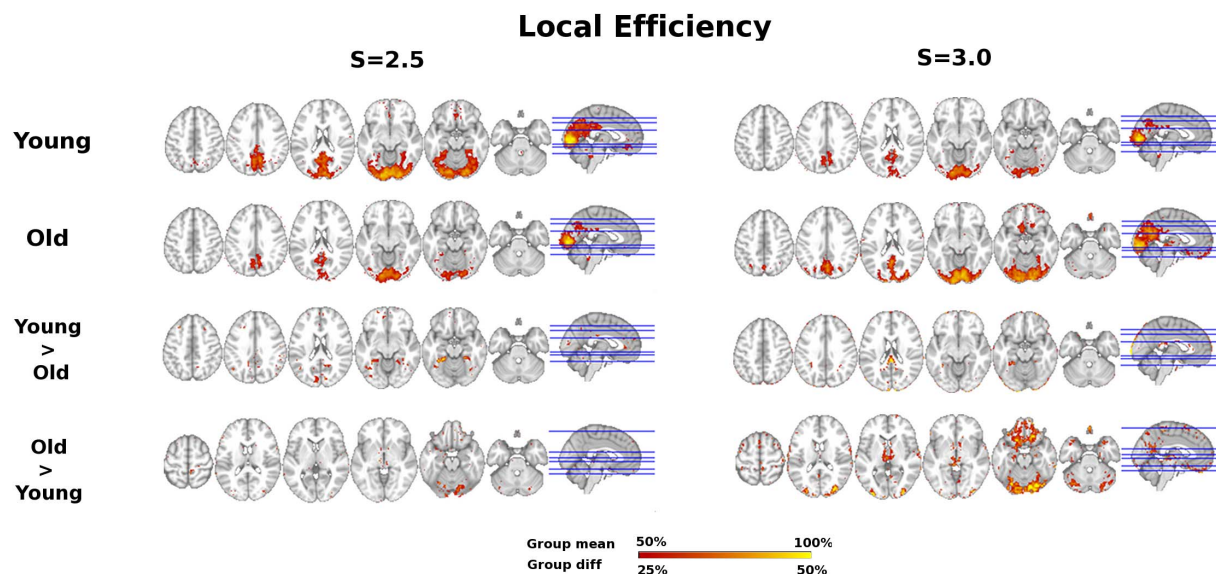 Local Efficiency
S=2.5
S=3.0
Young
Old
Young
>
Old
Old
>
Young
Group mean 50% 100%
Group diff 25% 50%